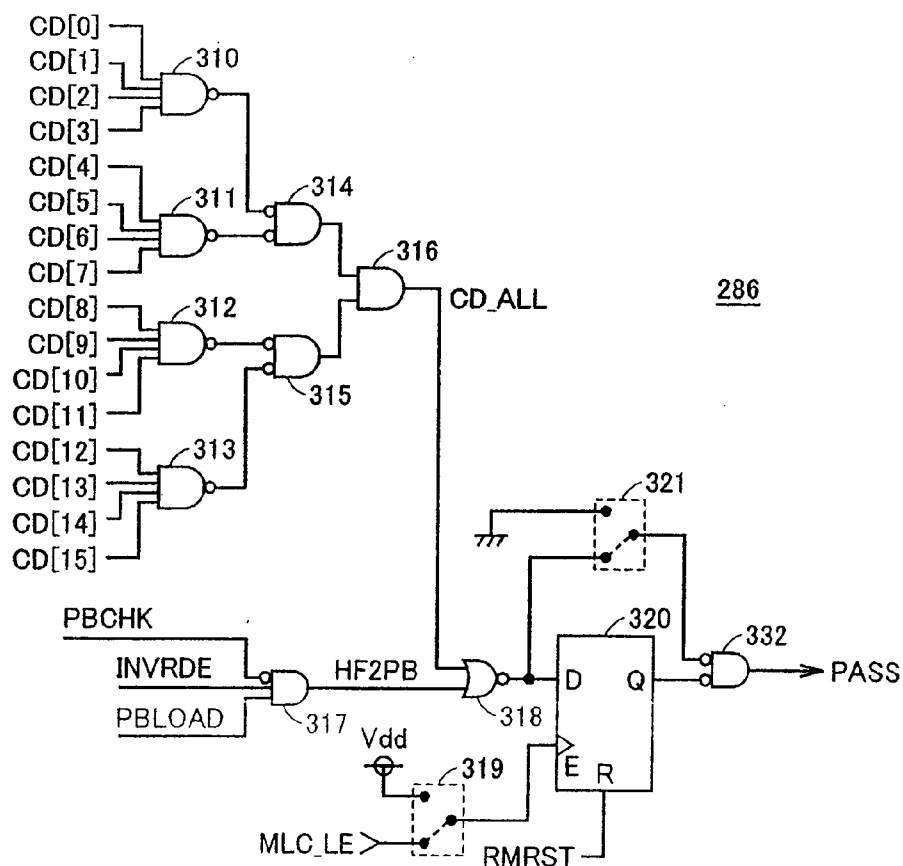 CD[0]
CD[1]
CD[2]
CD[3]
310
CD[4]
CD[5]
CD[6]
CD[7]
311
314
316
CD_ALL
286
CD[8]
CD[9]
CD[10]
CD[11]
312
315
CD[12]
CD[13]
CD[14]
CD[15]
313
321
PBCHK
INVRDE
PBLOAD
317
HF2PB
318
320
D
Q
E
R
332
PASS
Vdd
319
MLC_LE
RMRST